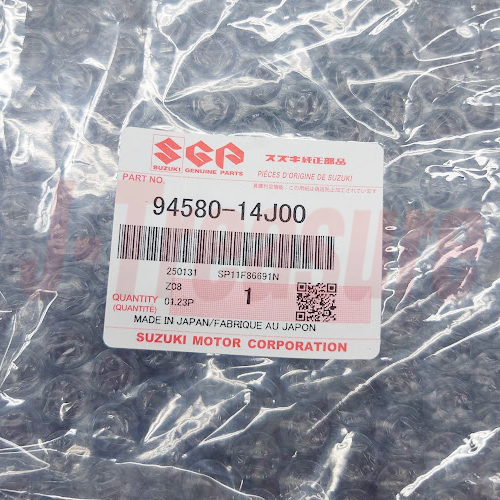 SGP スズキ純正部品
SUZUKI GENUINE PARTS PIÈCES D'ORIGINE DE SUZUKI
PART NO.
94580-14J00
250131 SP11F86691N
Z08
QUANTITY 01.23P 1
(QUANTITÉ)
MADE IN JAPAN/FABRIQUE AU JAPON
SUZUKI MOTOR CORPORATION